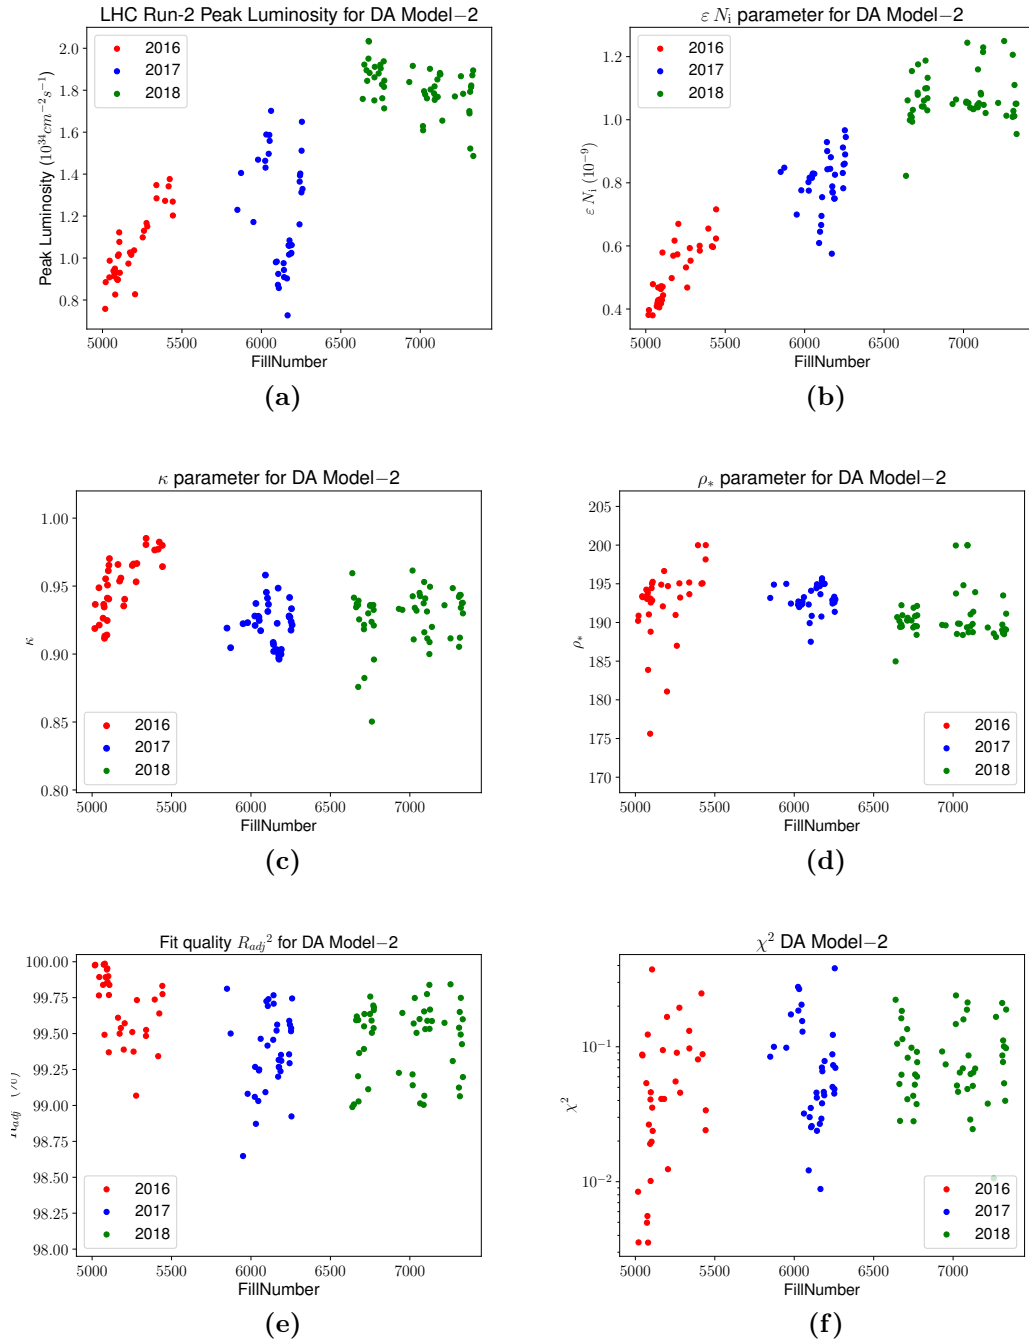 LHC Run-2 Peak Luminosity for DA Model−2
Peak Luminosity (10^34 cm^−2 s^−1)
2.0
1.8
1.6
1.4
1.2
1.0
0.8
2016
2017
2018
5000 5500 6000 6500 7000
FillNumber
(a)
ε N_i parameter for DA Model−2
ε N_i (10^−9)
1.2
1.0
0.8
0.6
0.4
2016
2017
2018
5000 5500 6000 6500 7000
FillNumber
(b)
κ parameter for DA Model−2
κ
1.00
0.95
0.90
0.85
0.80
2016
2017
2018
5000 5500 6000 6500 7000
FillNumber
(c)
ρ_* parameter for DA Model−2
ρ_*
205
200
195
190
185
180
175
170
2016
2017
2018
5000 5500 6000 6500 7000
FillNumber
(d)
Fit quality R_adj^2 for DA Model−2
100.00
99.75
99.50
99.25
99.00
98.75
98.50
98.25
98.00
2016
2017
2018
5000 5500 6000 6500 7000
FillNumber
(e)
χ^2 DA Model−2
χ^2
10^−1
10^−2
2016
2017
2018
5000 5500 6000 6500 7000
FillNumber
(f)